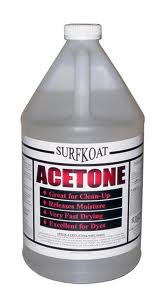 SURFKOAT
ACETONE
Great for Clean-Up
Releases Moisture
Very Fast Drying
Excellent for Dyes